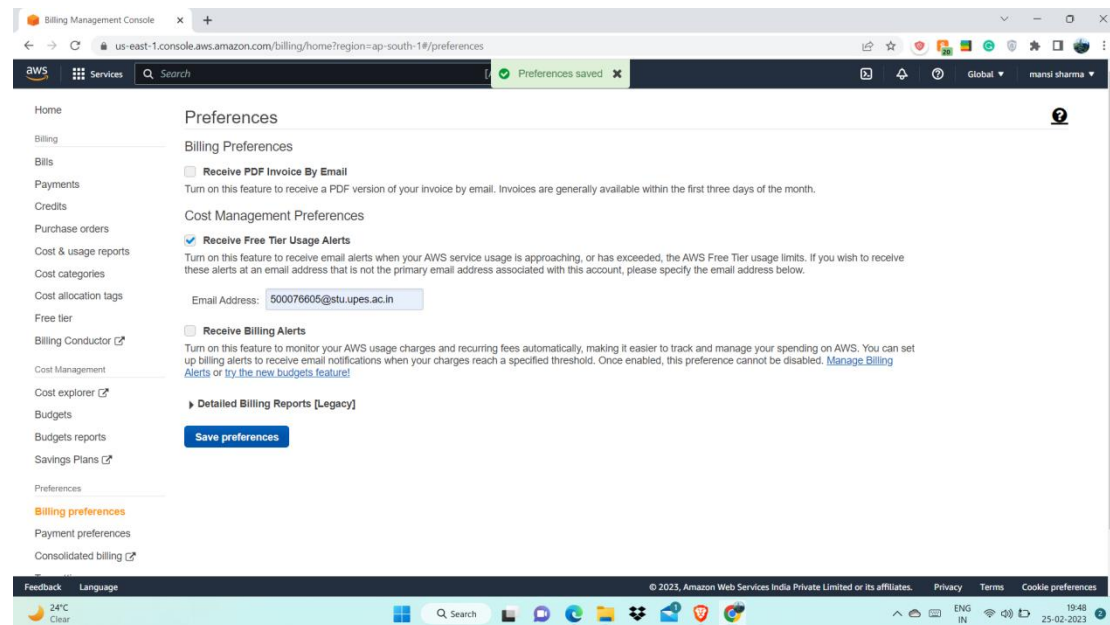 Billing Management Console
us-east-1.console.aws.amazon.com/billing/home?region=ap-south-1#/preferences
20
aws
Services
Search
Preferences saved
Global
mansi sharma
Home
Billing
Bills
Payments
Credits
Purchase orders
Cost & usage reports
Cost categories
Cost allocation tags
Free tier
Billing Conductor
Cost Management
Cost explorer
Budgets
Budgets reports
Savings Plans
Preferences
Billing preferences
Payment preferences
Consolidated billing
Preferences
Billing Preferences
Receive PDF Invoice By Email
Turn on this feature to receive a PDF version of your invoice by email. Invoices are generally available within the first three days of the month.
Cost Management Preferences
Receive Free Tier Usage Alerts
Turn on this feature to receive email alerts when your AWS service usage is approaching, or has exceeded, the AWS Free Tier usage limits. If you wish to receive
these alerts at an email address that is not the primary email address associated with this account, please specify the email address below.
Email Address: 500076605@stu.upes.ac.in
Receive Billing Alerts
Turn on this feature to monitor your AWS usage charges and recurring fees automatically, making it easier to track and manage your spending on AWS. You can set
up billing alerts to receive email notifications when your charges reach a specified threshold. Once enabled, this preference cannot be disabled. Manage Billing
Alerts or try the new budgets feature!
Detailed Billing Reports [Legacy]
Save preferences
Feedback Language
© 2023, Amazon Web Services India Private Limited or its affiliates. Privacy Terms Cookie preferences
24°C
Clear
Search
ENG
IN
19:48
25-02-2023
2